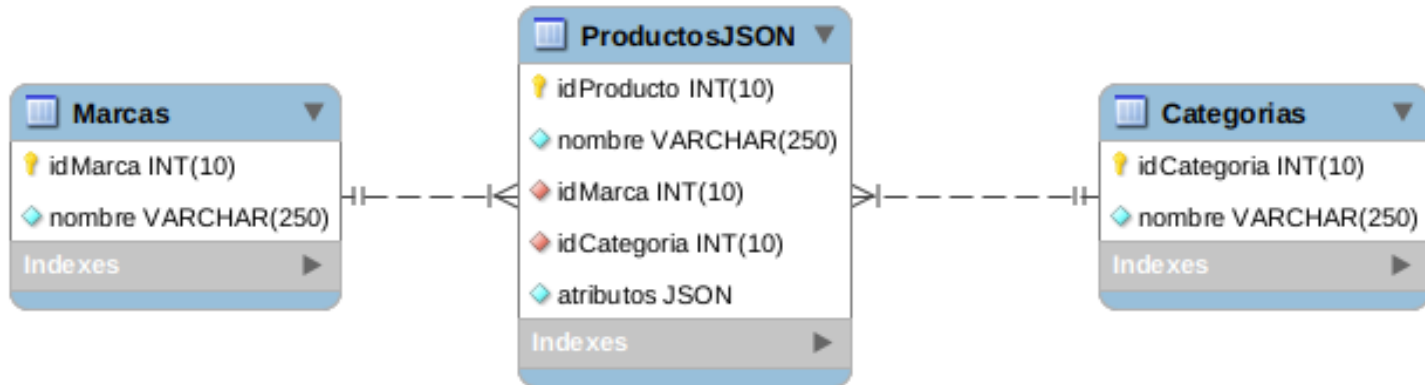 Marcas
idMarca INT(10)
nombre VARCHAR(250)
Indexes
ProductosJSON
idProducto INT(10)
nombre VARCHAR(250)
idMarca INT(10)
idCategoria INT(10)
atributos JSON
Indexes
Categorias
idCategoria INT(10)
nombre VARCHAR(250)
Indexes